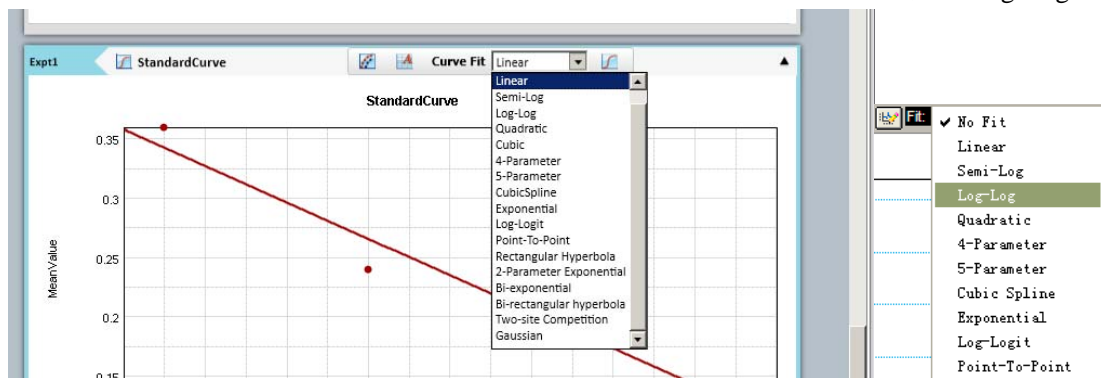 Expt1
StandardCurve
Curve Fit
Linear
Linear
Semi-Log
Log-Log
Quadratic
Cubic
4-Parameter
5-Parameter
CubicSpline
Exponential
Log-Logit
Point-To-Point
Rectangular Hyperbola
2-Parameter Exponential
Bi-exponential
Bi-rectangular hyperbola
Two-site Competition
Gaussian
StandardCurve
MeanValue
0.35
0.3
0.25
0.2
0.15
Fit:
✓ No Fit
Linear
Semi-Log
Log-Log
Quadratic
4-Parameter
5-Parameter
Cubic Spline
Exponential
Log-Logit
Point-To-Point